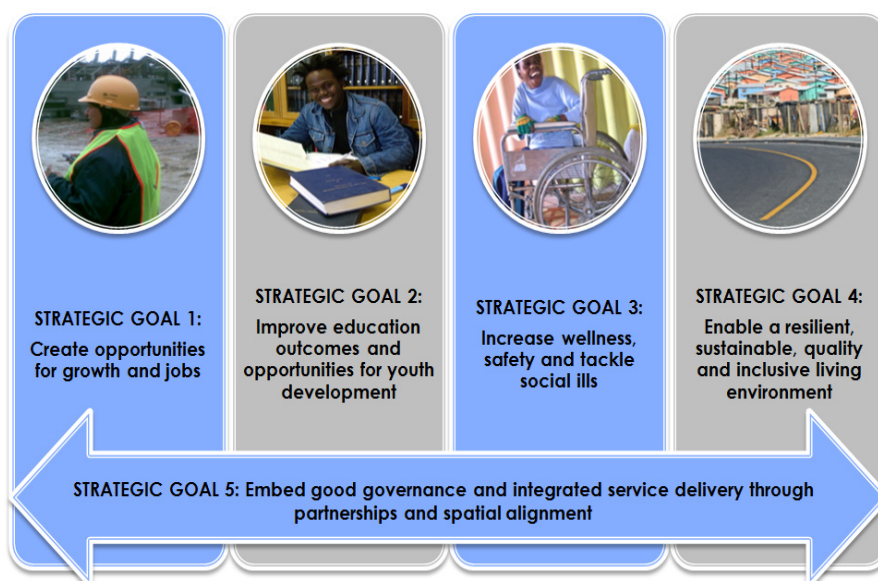 STRATEGIC GOAL 1:
Create opportunities
for growth and jobs
STRATEGIC GOAL 2:
Improve education
outcomes and
opportunities for youth
development
STRATEGIC GOAL 3:
Increase wellness,
safety and tackle
social ills
STRATEGIC GOAL 4:
Enable a resilient,
sustainable, quality
and inclusive living
environment
STRATEGIC GOAL 5: Embed good governance and integrated service delivery through
partnerships and spatial alignment